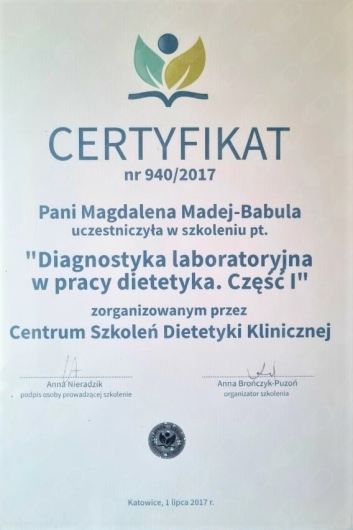 CERTYFIKAT
nr 940/2017
Pani Magdalena Madej-Babula
uczestniczyła w szkoleniu pt.
"Diagnostyka laboratoryjna
w pracy dietetyka. Część I"
zorganizowanym przez
Centrum Szkoleń Dietetyki Klinicznej
Anna Nieradzik
podpis osoby prowadzącej szkolenie
Anna Brończyk-Puzoń
organizator szkolenia
Katowice, 1 lipca 2017 r.